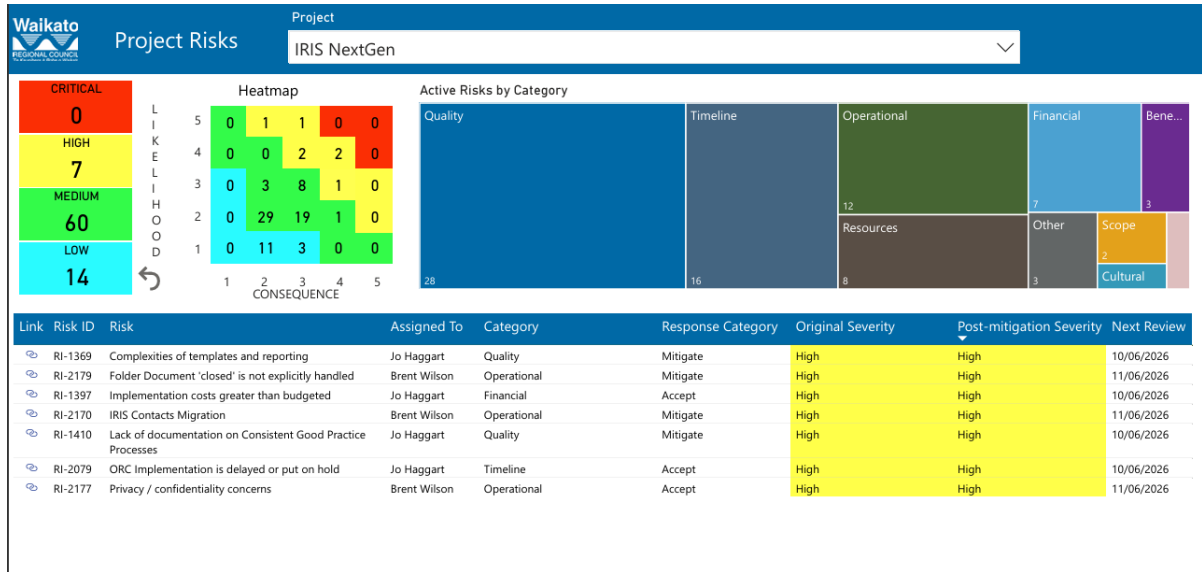 Waikato
REGIONAL COUNCIL
Project Risks
Project
IRIS NextGen
CRITICAL
0
HIGH
7
MEDIUM
60
LOW
14
LIKELIHOOD
Heatmap
5 0 1 1 0 0
4 0 0 2 2 0
3 0 3 8 1 0
2 0 29 19 1 0
1 0 11 3 0 0
1 2 3 4 5
CONSEQUENCE
Active Risks by Category
Quality
28
Timeline
16
Operational
12
Resources
8
Financial
7
Bene...
3
Other
3
Scope
2
Cultural
Link Risk ID Risk Assigned To Category Response Category Original Severity Post-mitigation Severity Next Review
RI-1369 Complexities of templates and reporting Jo Haggart Quality Mitigate High High 10/06/2026
RI-2179 Folder Document 'closed' is not explicitly handled Brent Wilson Operational Mitigate High High 11/06/2026
RI-1397 Implementation costs greater than budgeted Jo Haggart Financial Accept High High 10/06/2026
RI-2170 IRIS Contacts Migration Brent Wilson Operational Mitigate High High 11/06/2026
RI-1410 Lack of documentation on Consistent Good Practice Jo Haggart Quality Mitigate High High 10/06/2026
Processes
RI-2079 ORC Implementation is delayed or put on hold Jo Haggart Timeline Accept High High 10/06/2026
RI-2177 Privacy / confidentiality concerns Brent Wilson Operational Accept High High 11/06/2026